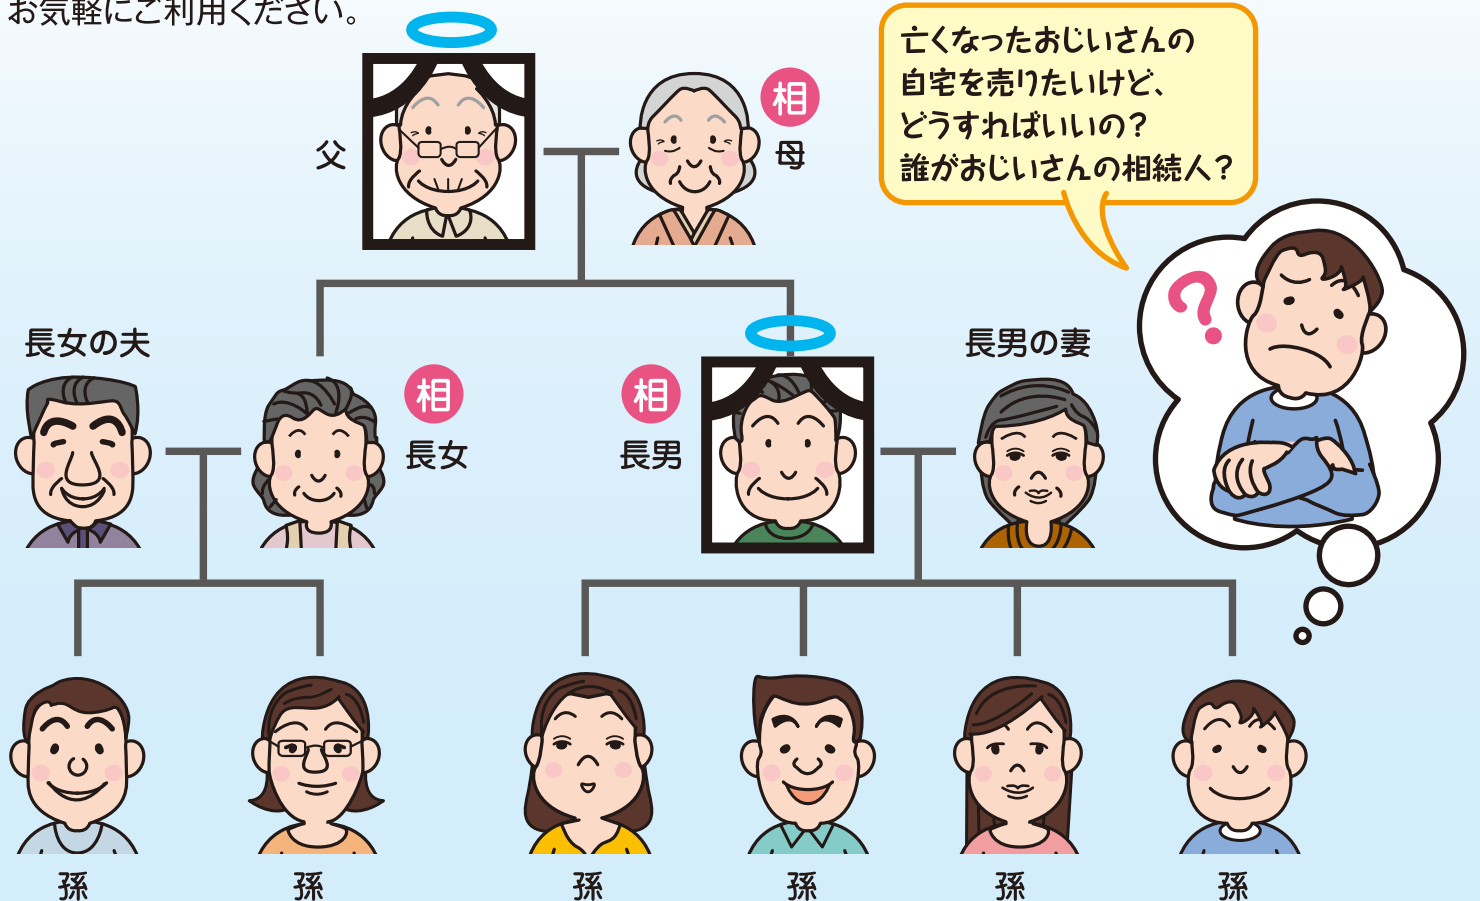 お気軽にご利用ください。
亡くなったおじいさんの
自宅を売りたいけど、
どうすればいいの?
誰がおじいさんの相続人?
父
相
母
長女の夫
相
長女
相
長男
長男の妻
?
孫
孫
孫
孫
孫
孫